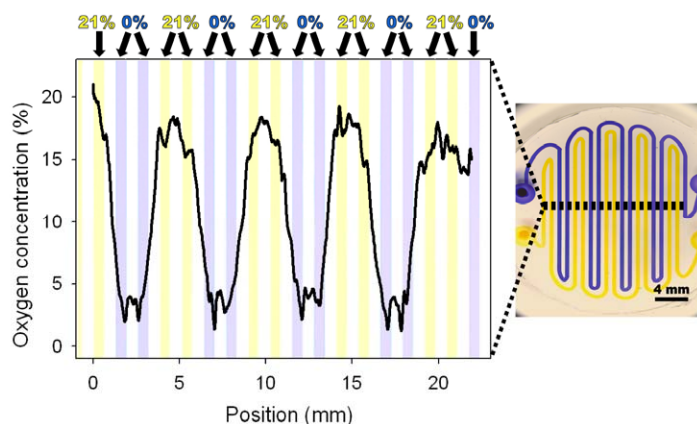 21% 0% 21% 0% 21% 0% 21% 0% 21% 0%
Oxygen concentration (%)
20
15
10
5
0
0 5 10 15 20
Position (mm)
4 mm